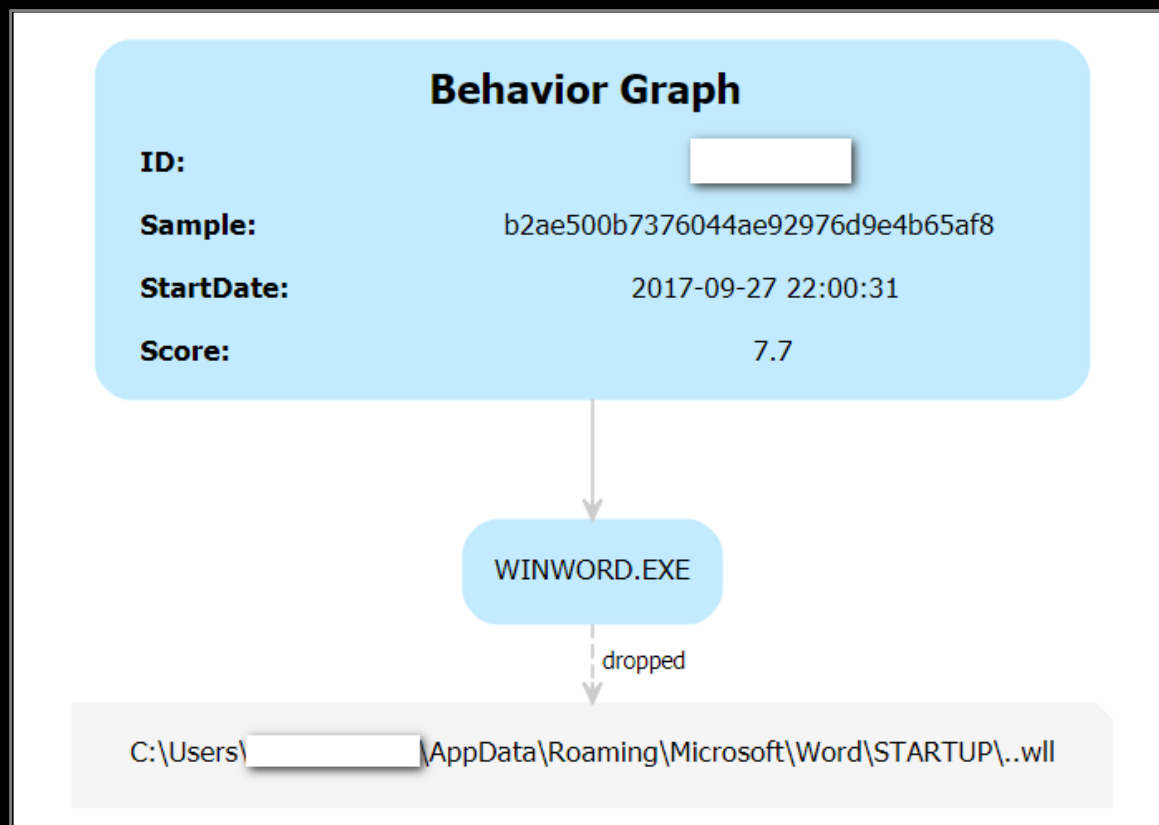 Behavior Graph
ID:
Sample: b2ae500b7376044ae92976d9e4b65af8
StartDate: 2017-09-27 22:00:31
Score: 7.7
WINWORD.EXE
dropped
C:\Users\ \AppData\Roaming\Microsoft\Word\STARTUP\..wll